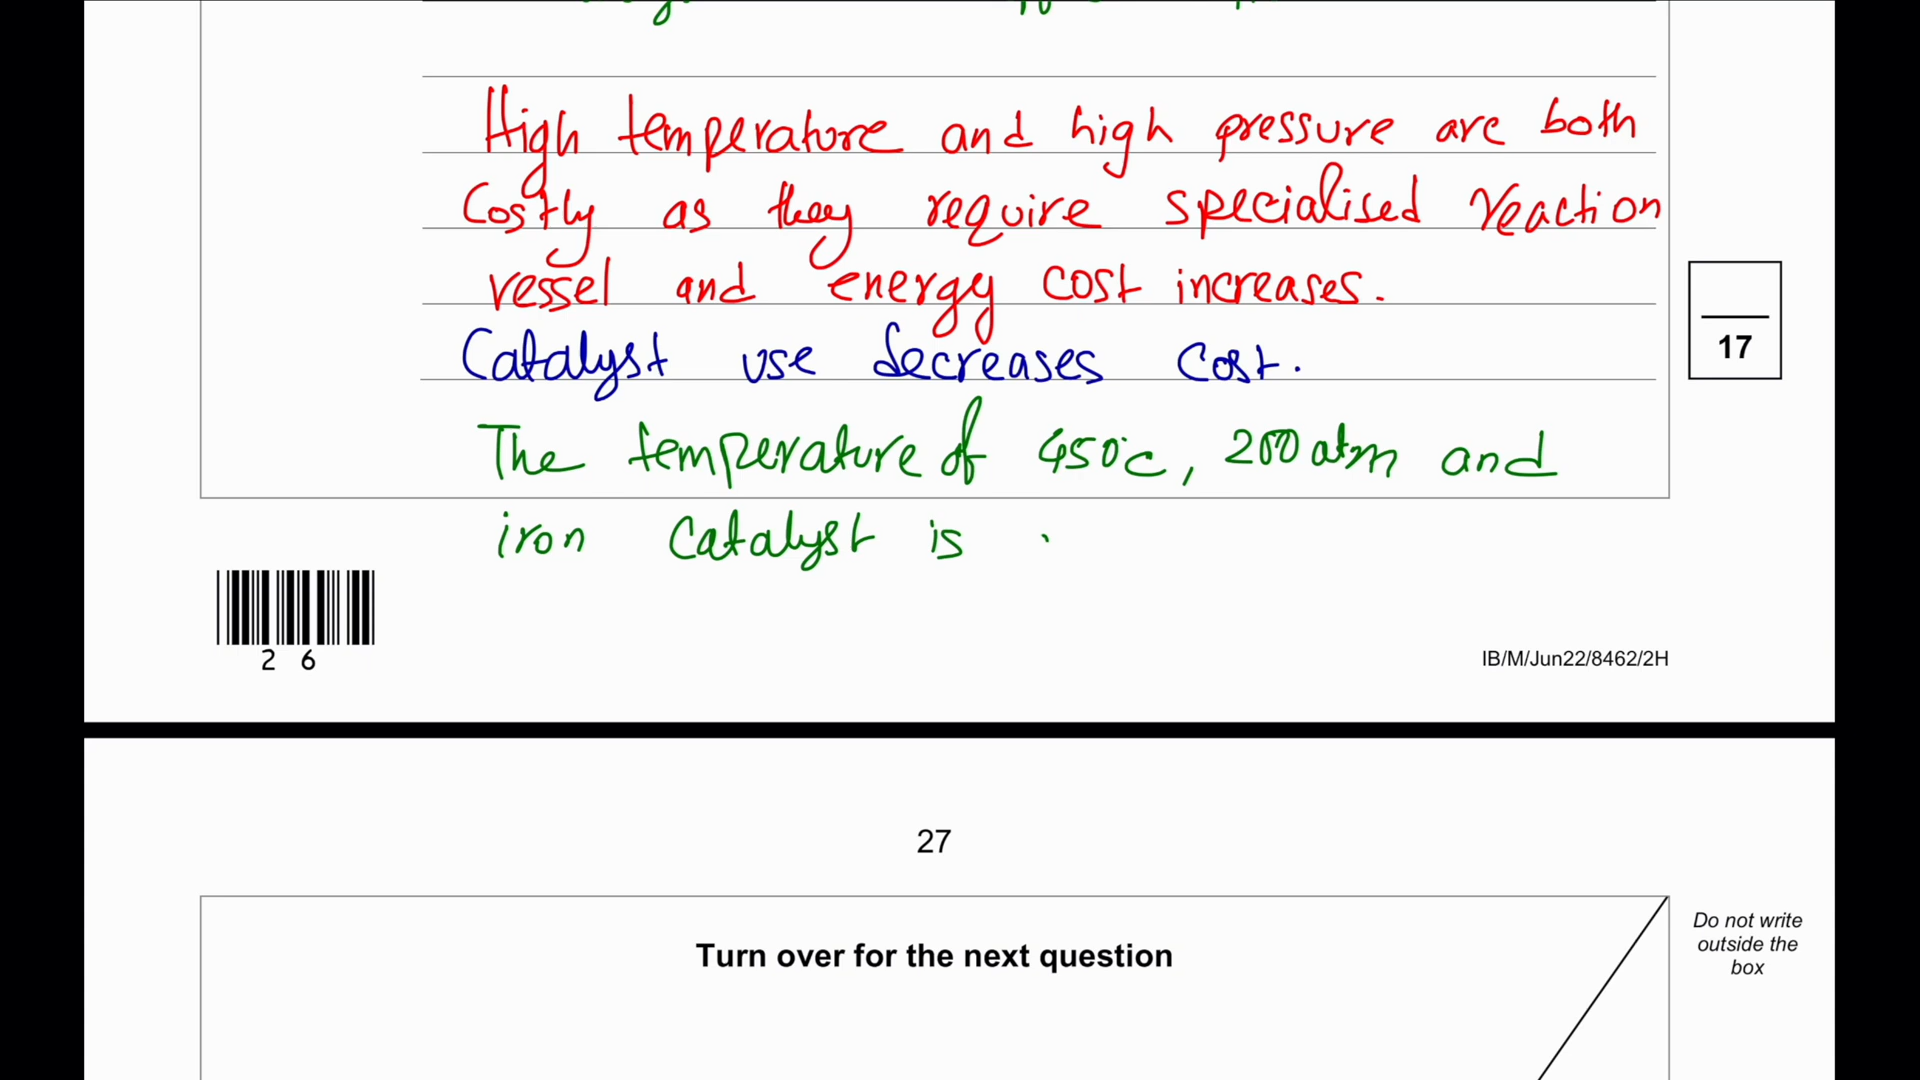 High temperature and high pressure are both
Costly as they require specialised reaction
vessel and energy cost increases.
Catalyst use decreases cost.
17
The temperature of 450°c, 200 atm and
iron catalyst is
2 6
IB/M/Jun22/8462/2H
27
Do not write
outside the
box
Turn over for the next question